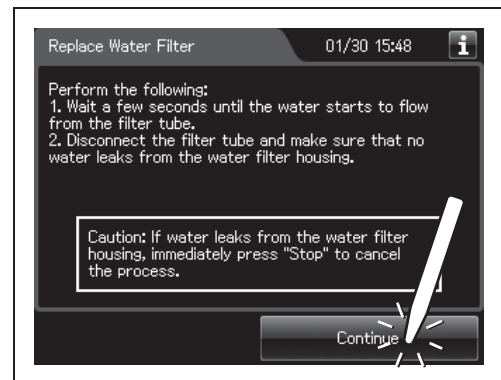 Replace Water Filter 01/30 15:48 i
Perform the following:
1. Wait a few seconds until the water starts to flow
from the filter tube.
2. Disconnect the filter tube and make sure that no
water leaks from the water filter housing.
Caution: If water leaks from the water filter
housing, immediately press "Stop" to cancel
the process.
Continue